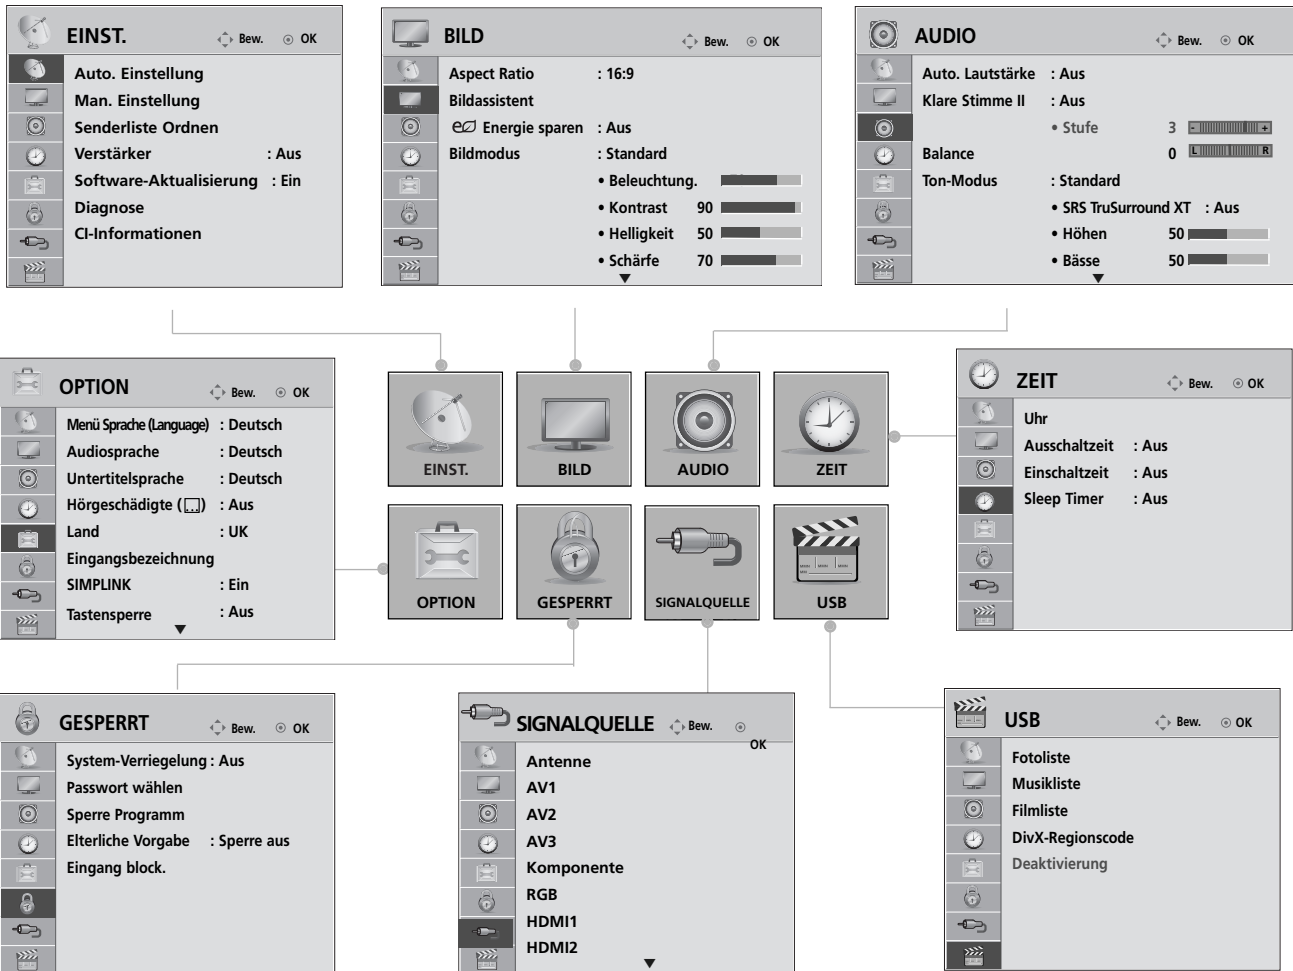 EINST.
Bew.
OK
Auto. Einstellung
Man. Einstellung
Senderliste Ordnen
Verstärker : Aus
Software-Aktualisierung : Ein
Diagnose
CI-Informationen
BILD
Bew.
OK
Aspect Ratio : 16:9
Bildassistent
Energie sparen : Aus
Bildmodus : Standard
• Beleuchtung.
• Kontrast 90
• Helligkeit 50
• Schärfe 70
AUDIO
Bew.
OK
Auto. Lautstärke : Aus
Klare Stimme II : Aus
• Stufe 3 - +
Balance 0 L R
Ton-Modus : Standard
• SRS TruSurround XT : Aus
• Höhen 50
• Bässe 50
OPTION
Bew.
OK
Menü Sprache (Language) : Deutsch
Audiosprache : Deutsch
Untertitelsprache : Deutsch
Hörgeschädigte ( ) : Aus
Land : UK
Eingangsbezeichnung
SIMPLINK : Ein
Tastensperre : Aus
EINST.
BILD
AUDIO
ZEIT
OPTION
GESPERRT
SIGNALQUELLE
USB
ZEIT
Bew.
OK
Uhr
Ausschaltzeit : Aus
Einschaltzeit : Aus
Sleep Timer : Aus
GESPERRT
Bew.
OK
System-Verriegelung : Aus
Passwort wählen
Sperre Programm
Elterliche Vorgabe : Sperre aus
Eingang block.
SIGNALQUELLE
Bew.
OK
Antenne
AV1
AV2
AV3
Komponente
RGB
HDMI1
HDMI2
USB
Bew.
OK
Fotoliste
Musikliste
Filmliste
DivX-Regionscode
Deaktivierung